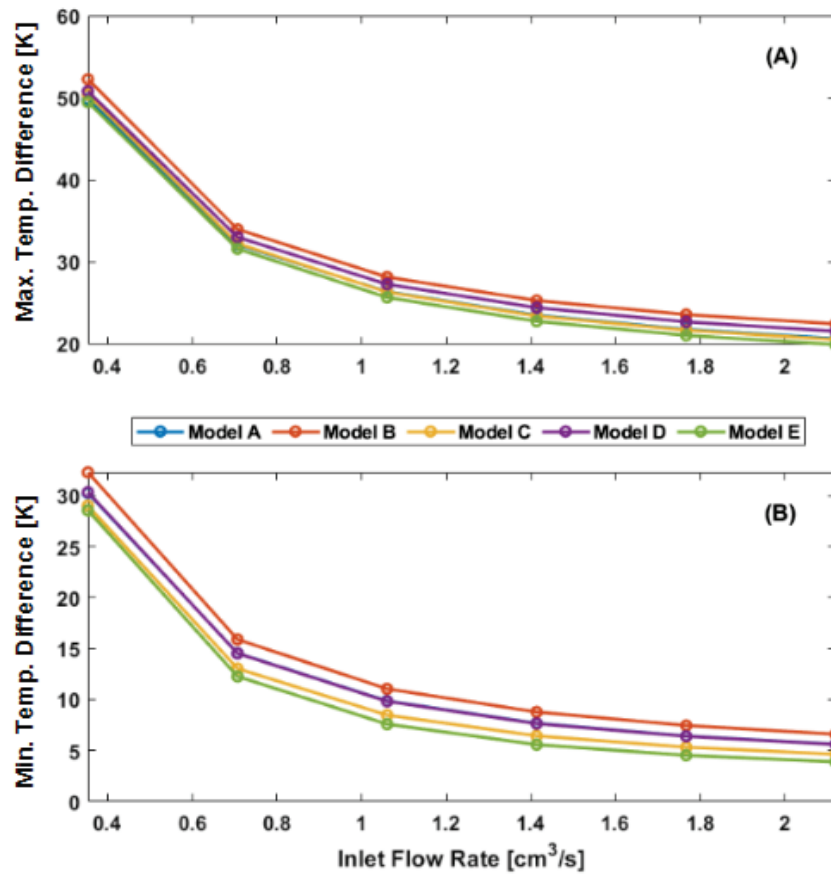 60
50
40
30
20
Max. Temp. Difference [K]
(A)
0.4 0.6 0.8 1 1.2 1.4 1.6 1.8 2
Model A Model B Model C Model D Model E
30
25
20
15
10
5
0
Min. Temp. Difference [K]
(B)
0.4 0.6 0.8 1 1.2 1.4 1.6 1.8 2
Inlet Flow Rate [cm³/s]